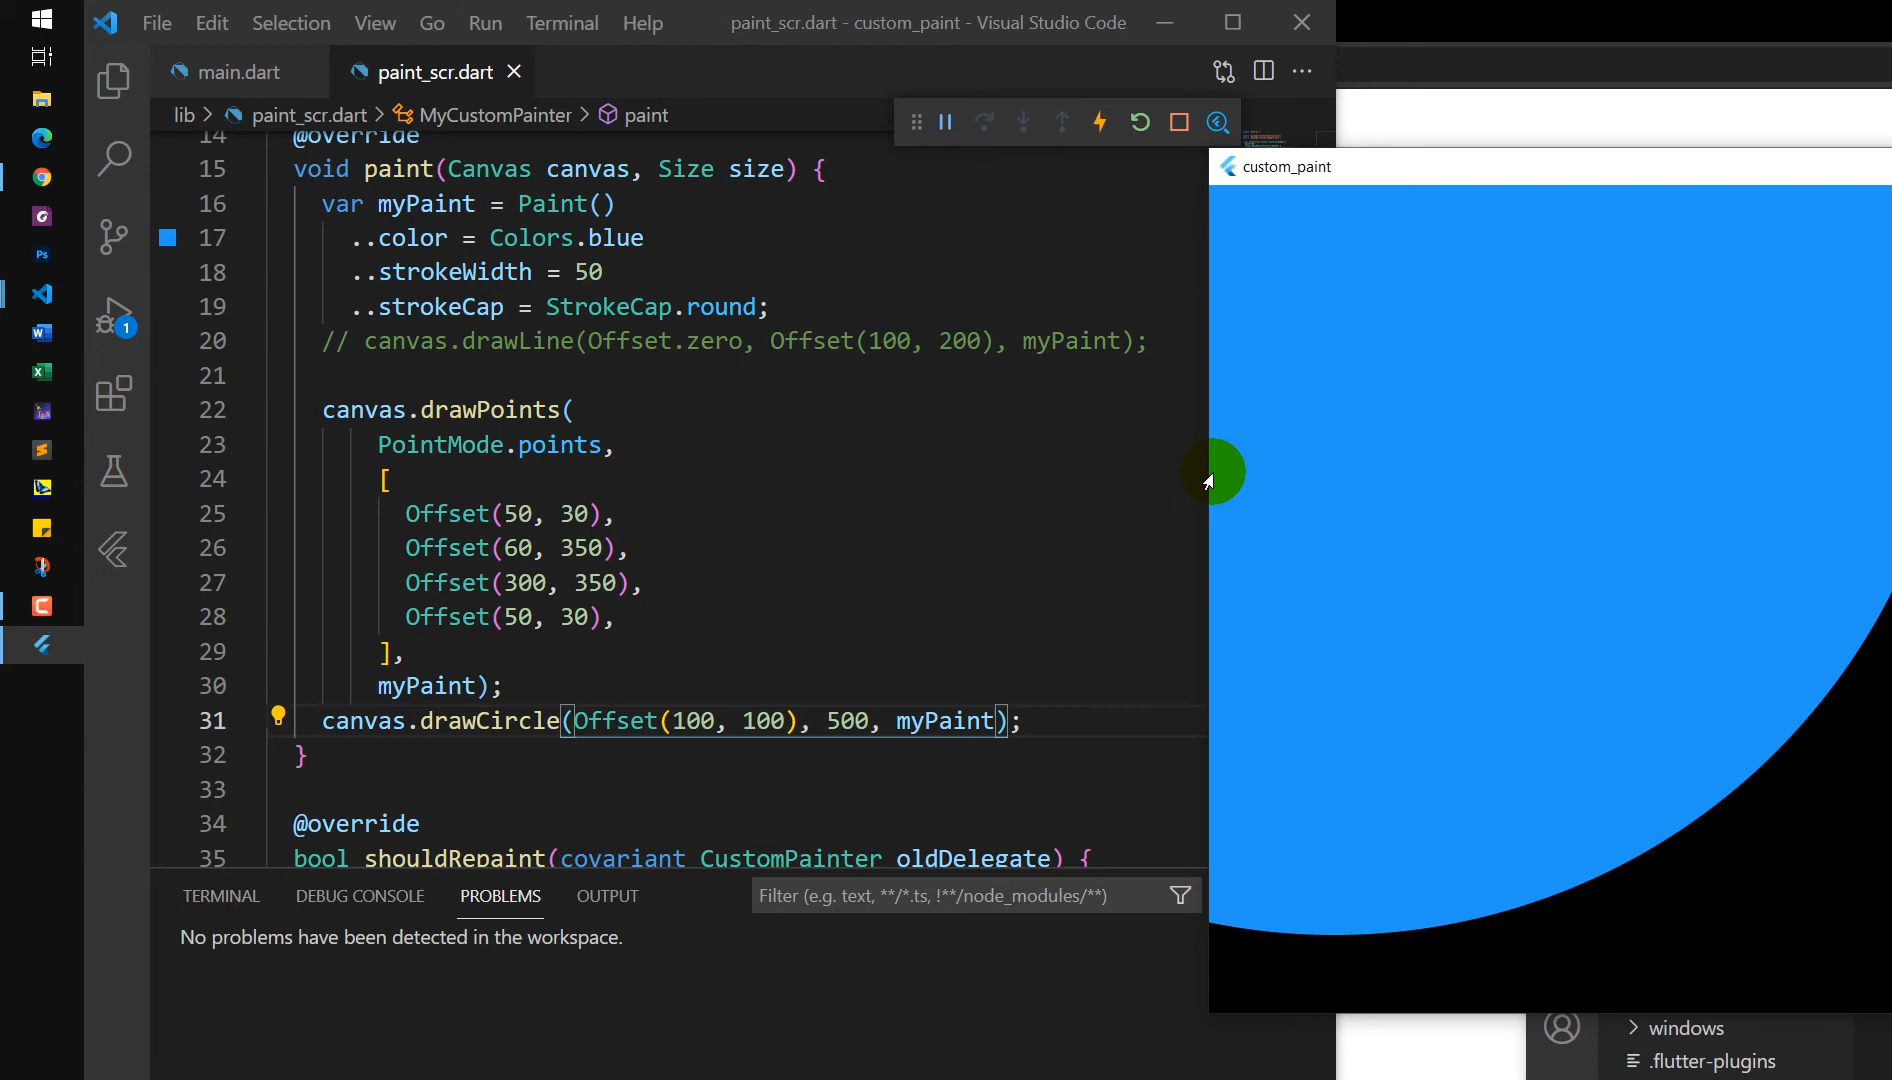 File Edit Selection View Go Run Terminal Help paint_scr.dart - custom_paint - Visual Studio Code
main.dart paint_scr.dart
lib > paint_scr.dart > MyCustomPainter > paint
14 @override
15 void paint(Canvas canvas, Size size) {
16 var myPaint = Paint()
17 ..color = Colors.blue
18 ..strokeWidth = 50
19 ..strokeCap = StrokeCap.round;
20 // canvas.drawLine(Offset.zero, Offset(100, 200), myPaint);
21
22 canvas.drawPoints(
23 PointMode.points,
24 [
25 Offset(50, 30),
26 Offset(60, 350),
27 Offset(300, 350),
28 Offset(50, 30),
29 ],
30 myPaint);
31 canvas.drawCircle(Offset(100, 100), 500, myPaint);
32 }
33
34 @override
35 bool shouldRepaint(covariant CustomPainter oldDelegate) {
TERMINAL DEBUG CONSOLE PROBLEMS OUTPUT Filter (e.g. text, **/*.ts, !**/node_modules/**)
No problems have been detected in the workspace.
custom_paint
1
Ps
W
X
> windows
.flutter-plugins